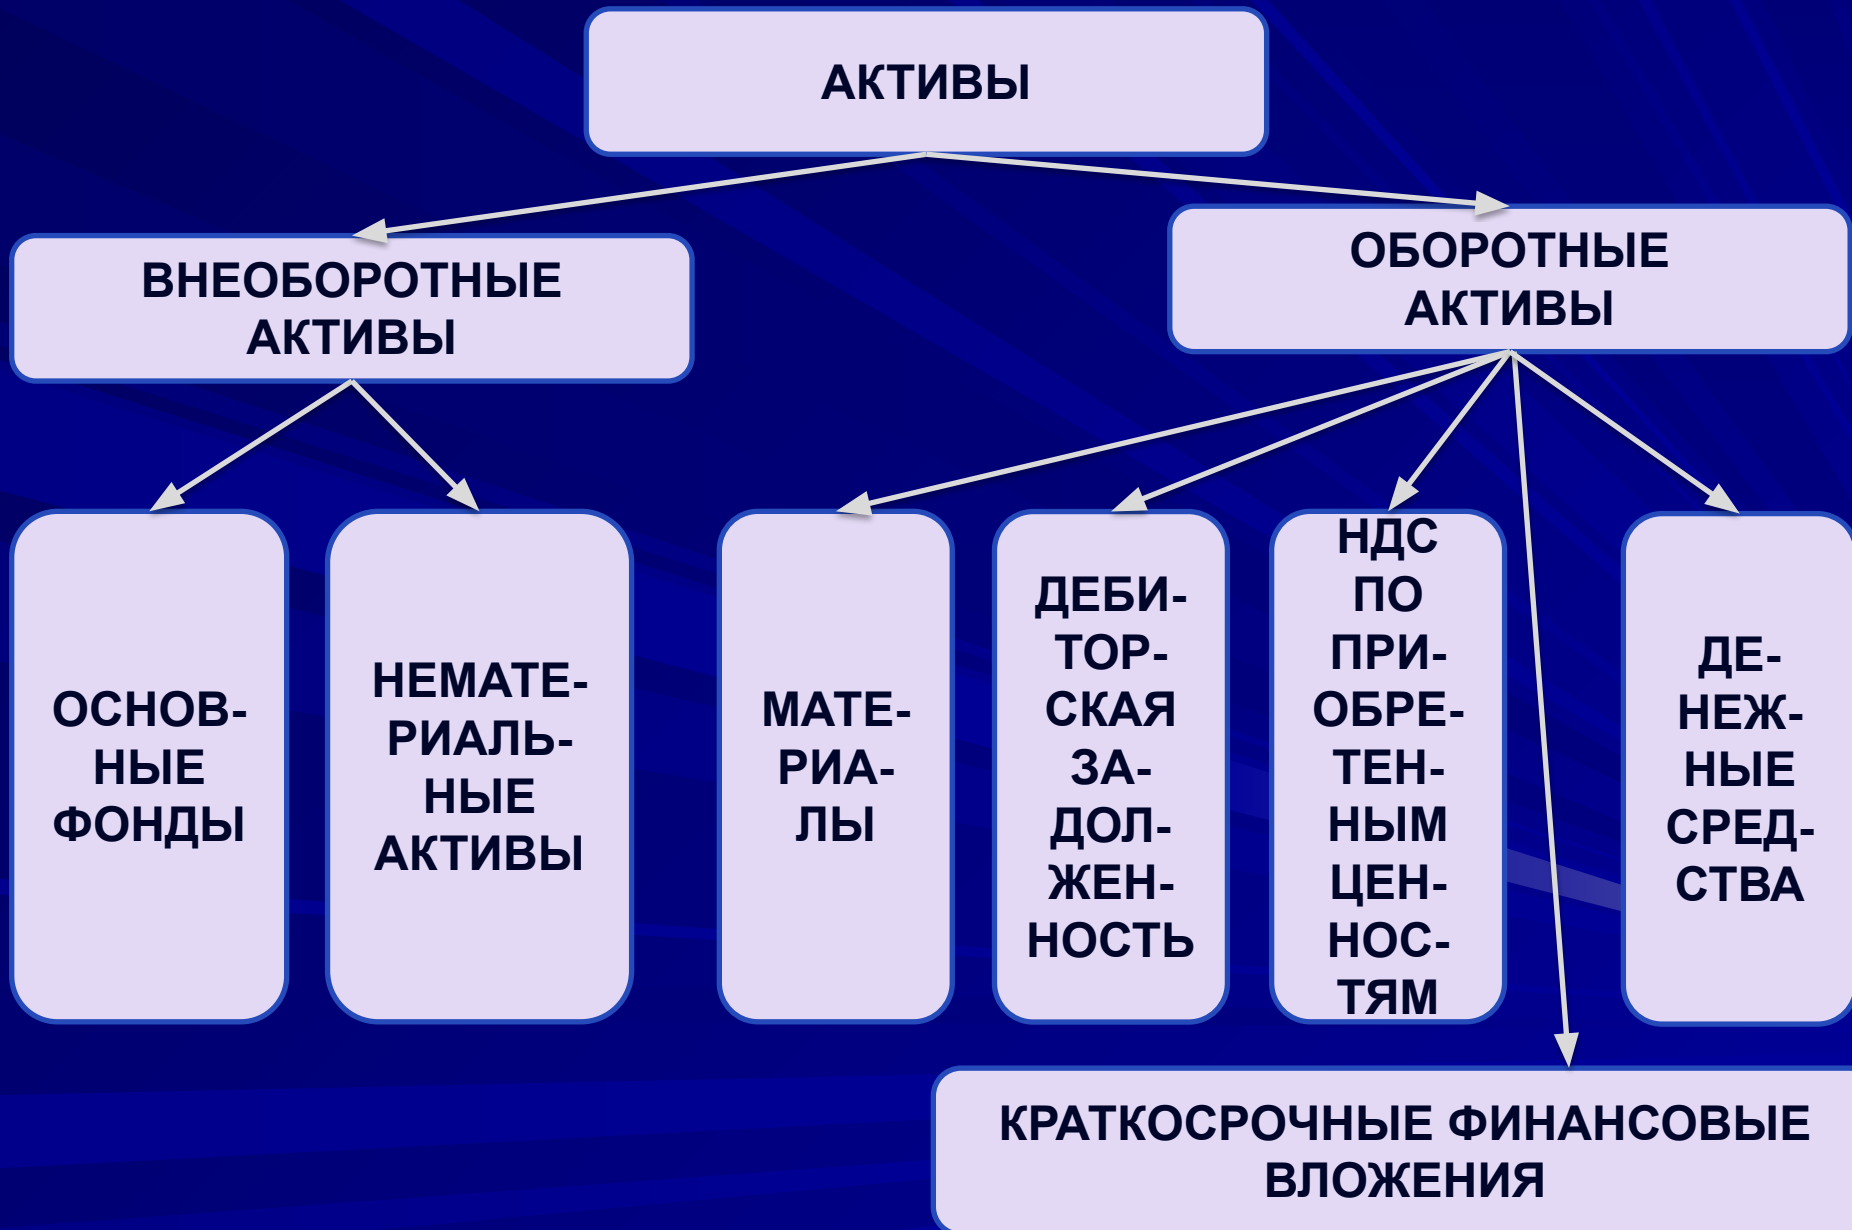 АКТИВЫ
ВНЕОБОРОТНЫЕ
АКТИВЫ
ОБОРОТНЫЕ
АКТИВЫ
ОСНОВ-
НЫЕ
ФОНДЫ
НЕМАТЕ-
РИАЛЬ-
НЫЕ
АКТИВЫ
МАТЕ-
РИА-
ЛЫ
ДЕБИ-
ТОР-
СКАЯ
ЗА-
ДОЛ-
ЖЕН-
НОСТЬ
НДС
ПО
ПРИ-
ОБРЕ-
ТЕН-
НЫМ
ЦЕН-
НОС-
ТЯМ
ДЕ-
НЕЖ-
НЫЕ
СРЕД-
СТВА
КРАТКОСРОЧНЫЕ ФИНАНСОВЫЕ
ВЛОЖЕНИЯ